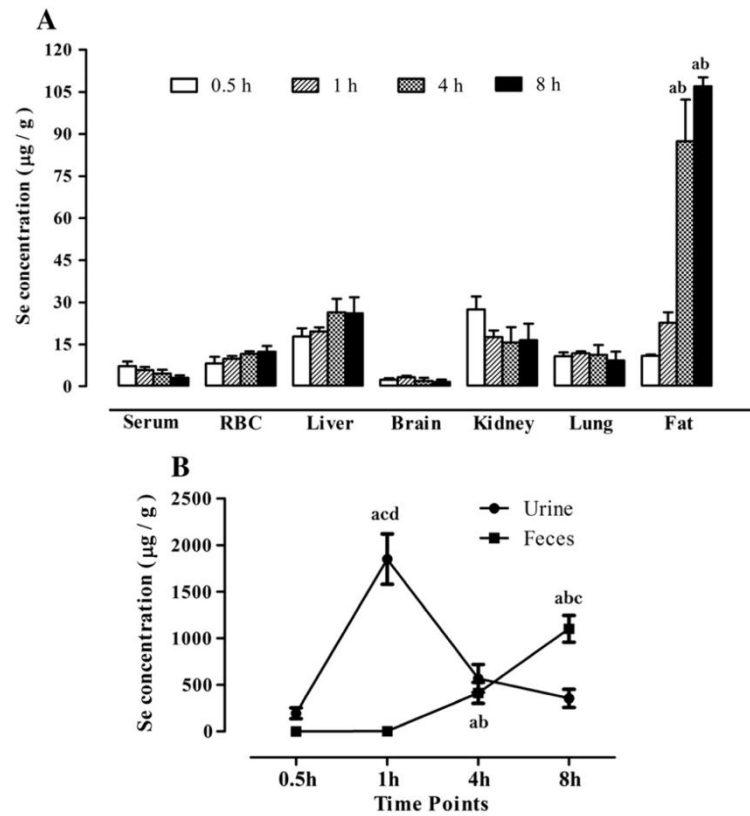 A
Se concentration (μg / g)
120
105
90
75
60
45
30
15
0
0.5 h 1 h 4 h 8 h
ab
ab
Serum RBC Liver Brain Kidney Lung Fat
B
Se concentration (μg / g)
2500
2000
1500
1000
500
0
Urine
Feces
acd
abc
ab
0.5h 1h 4h 8h
Time Points